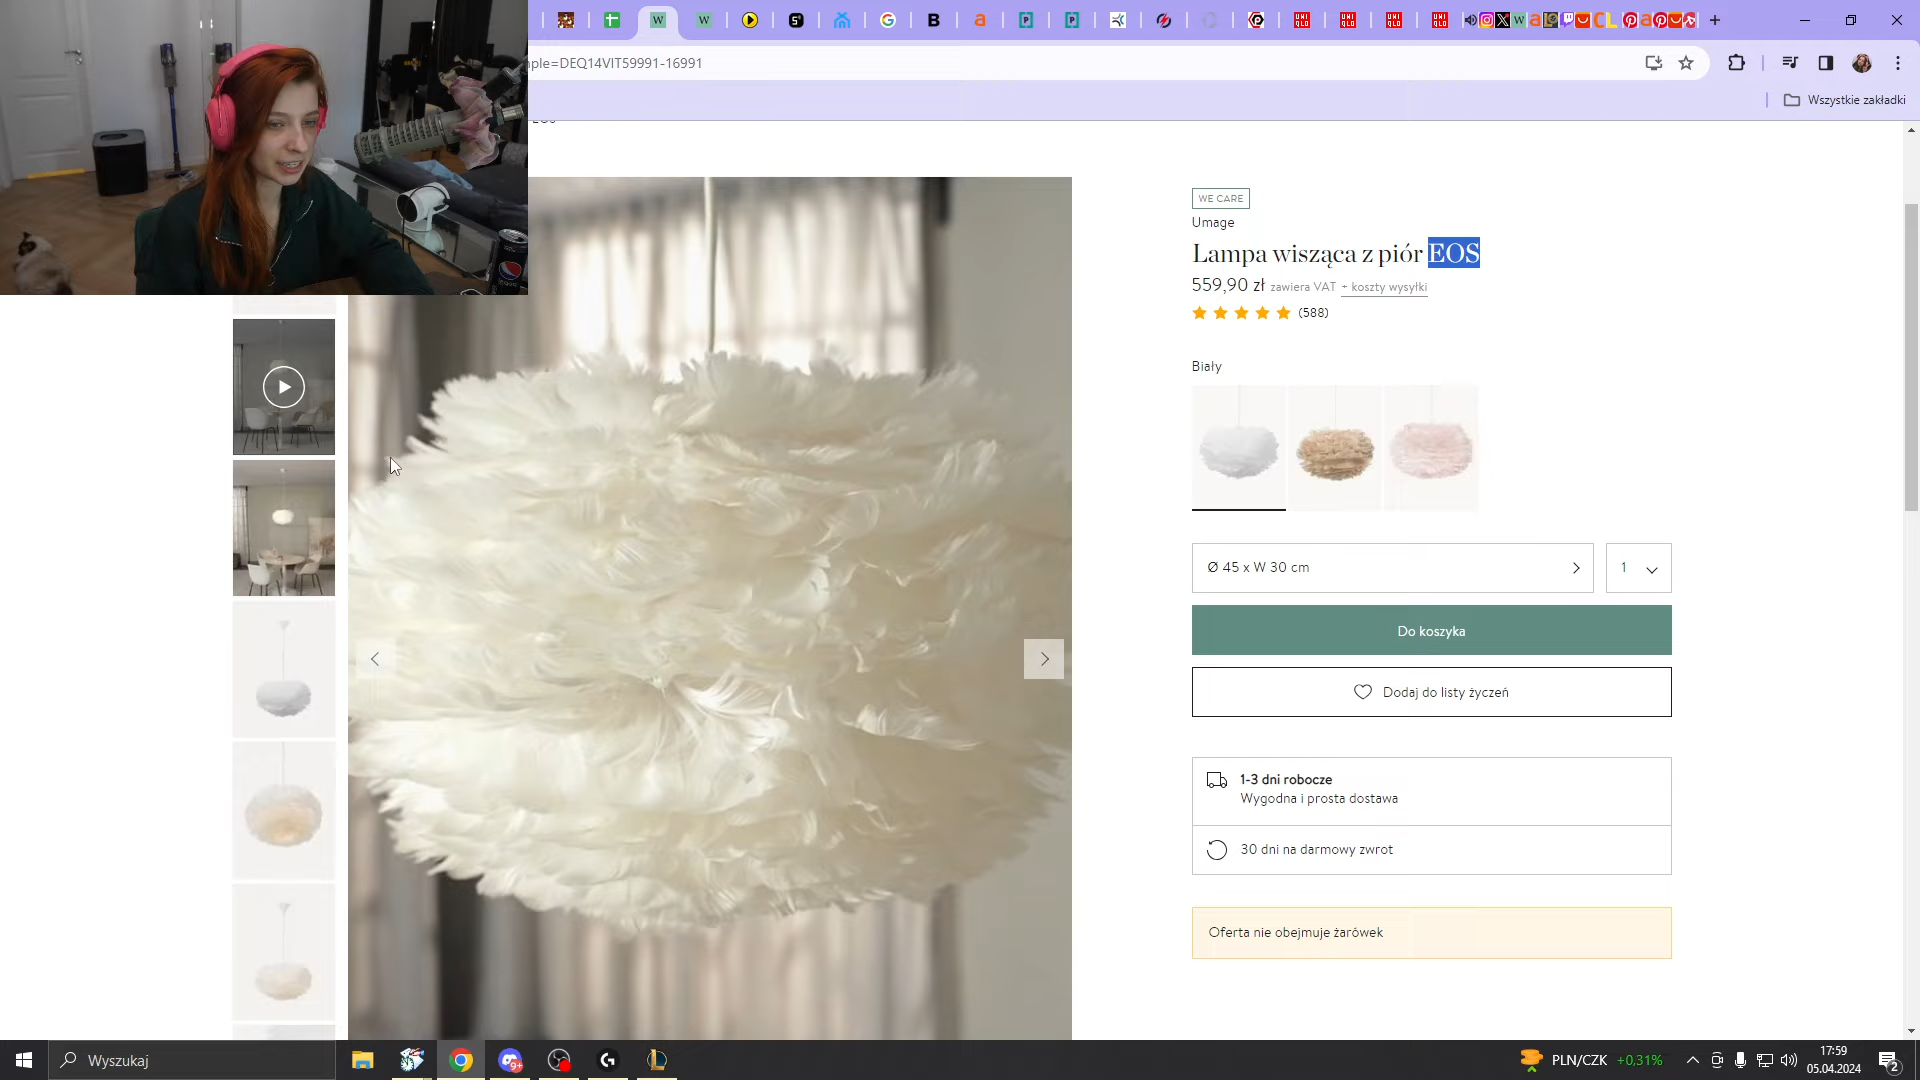 mple=DEQ14VIT59991-16991
Wszystkie zakładki
WE CARE
Umage
Lampa wisząca z piór EOS
559,90 zł zawiera VAT + koszty wysyłki
(588)
Biały
Ø 45 x W 30 cm
1
Do koszyka
Dodaj do listy życzeń
1-3 dni robocze
Wygodna i prosta dostawa
30 dni na darmowy zwrot
Oferta nie obejmuje żarówek
Wyszukaj
PLN/CZK +0,31%
17:59
05.04.2024
2